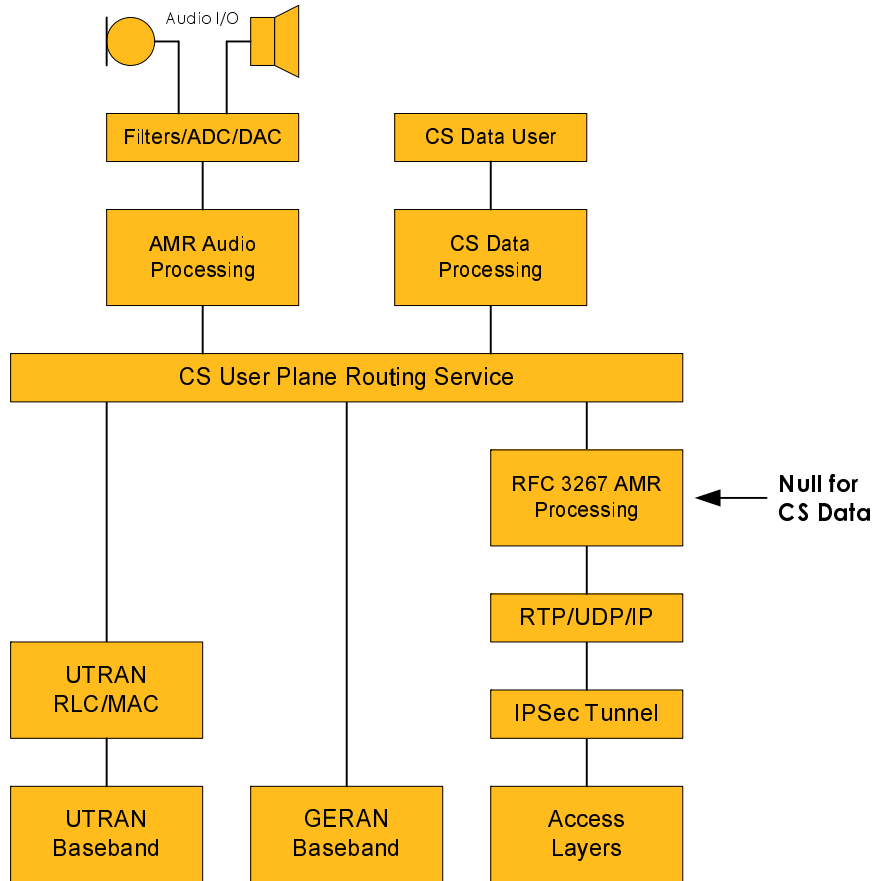 Audio I/O
Filters/ADC/DAC
CS Data User
AMR Audio
Processing
CS Data
Processing
CS User Plane Routing Service
RFC 3267 AMR
Processing
Null for
CS Data
RTP/UDP/IP
UTRAN
RLC/MAC
IPSec Tunnel
UTRAN
Baseband
GERAN
Baseband
Access
Layers